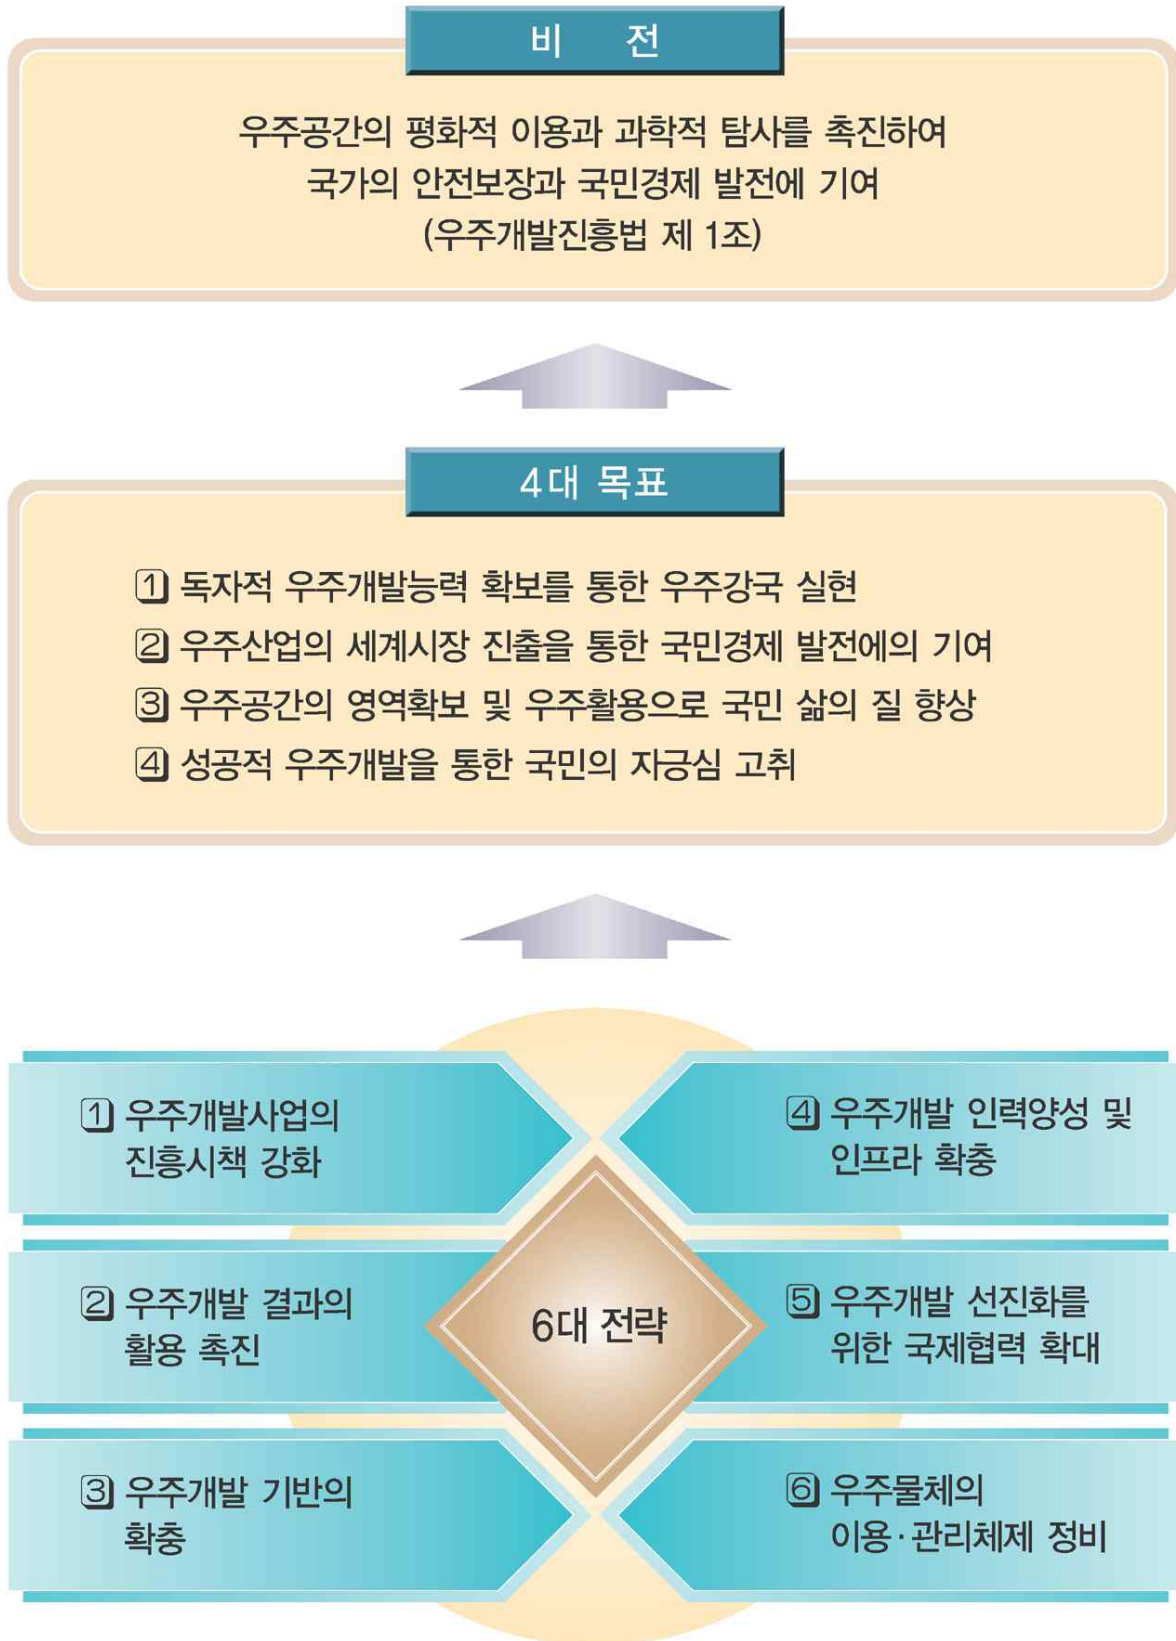 비 전
우주공간의 평화적 이용과 과학적 탐사를 촉진하여
국가의 안전보장과 국민경제 발전에 기여
(우주개발진흥법 제 1조)
4대 목표
1 독자적 우주개발능력 확보를 통한 우주강국 실현
2 우주산업의 세계시장 진출을 통한 국민경제 발전에의 기여
3 우주공간의 영역확보 및 우주활용으로 국민 삶의 질 향상
4 성공적 우주개발을 통한 국민의 자긍심 고취
1 우주개발사업의
진흥시책 강화
2 우주개발 결과의
활용 촉진
3 우주개발 기반의
확충
6대 전략
4 우주개발 인력양성 및
인프라 확충
5 우주개발 선진화를
위한 국제협력 확대
6 우주물체의
이용·관리체제 정비